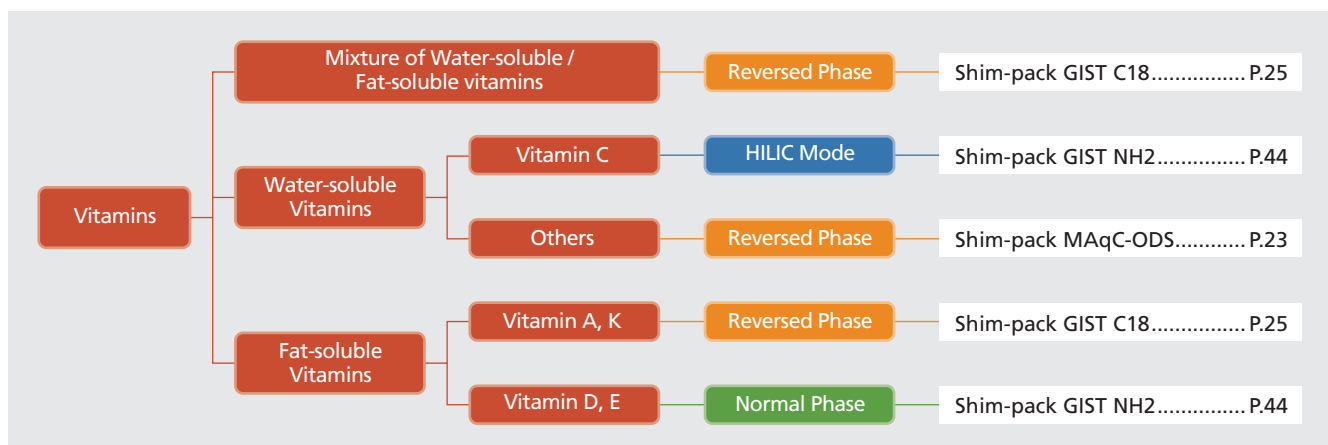 Mixture of Water-soluble /
Fat-soluble vitamins
Reversed Phase
Shim-pack GIST C18................ P.25
Vitamin C
HILIC Mode
Shim-pack GIST NH2............... P.44
Water-soluble
Vitamins
Vitamins
Others
Reversed Phase
Shim-pack MAqC-ODS............ P.23
Vitamin A, K
Reversed Phase
Shim-pack GIST C18................ P.25
Fat-soluble
Vitamins
Vitamin D, E
Normal Phase
Shim-pack GIST NH2............... P.44